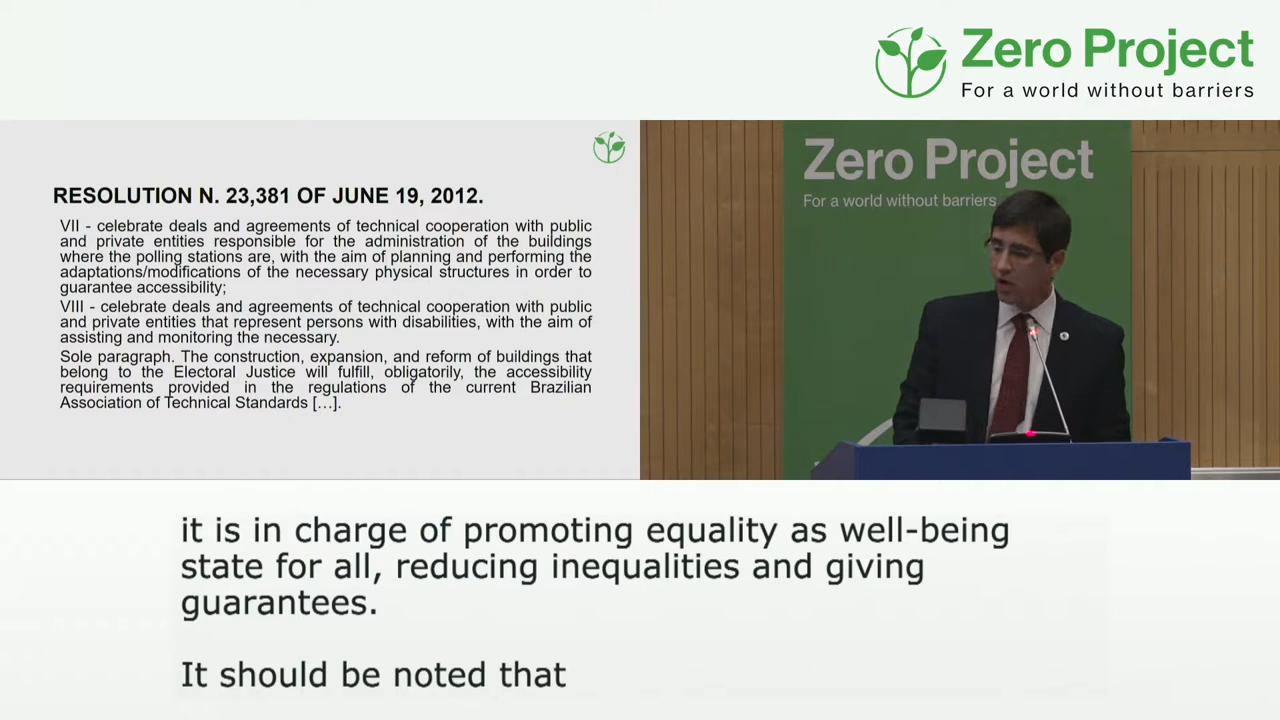 Zero Project
For a world without barriers
RESOLUTION N. 23,381 OF JUNE 19, 2012.
VII - celebrate deals and agreements of technical cooperation with public
and private entities responsible for the administration of the buildings
where the polling stations are, with the aim of planning and performing the
adaptations/modifications of the necessary physical structures in order to
guarantee accessibility;
VIII - celebrate deals and agreements of technical cooperation with public
and private entities that represent persons with disabilities, with the aim of
assisting and monitoring the necessary.
Sole paragraph. The construction, expansion, and reform of buildings that
belong to the Electoral Justice will fulfill, obligatorily, the accessibility
requirements provided in the regulations of the current Brazilian
Association of Technical Standards […].
Zero Project
For a world without barriers
it is in charge of promoting equality as well-being
state for all, reducing inequalities and giving
guarantees.
It should be noted that